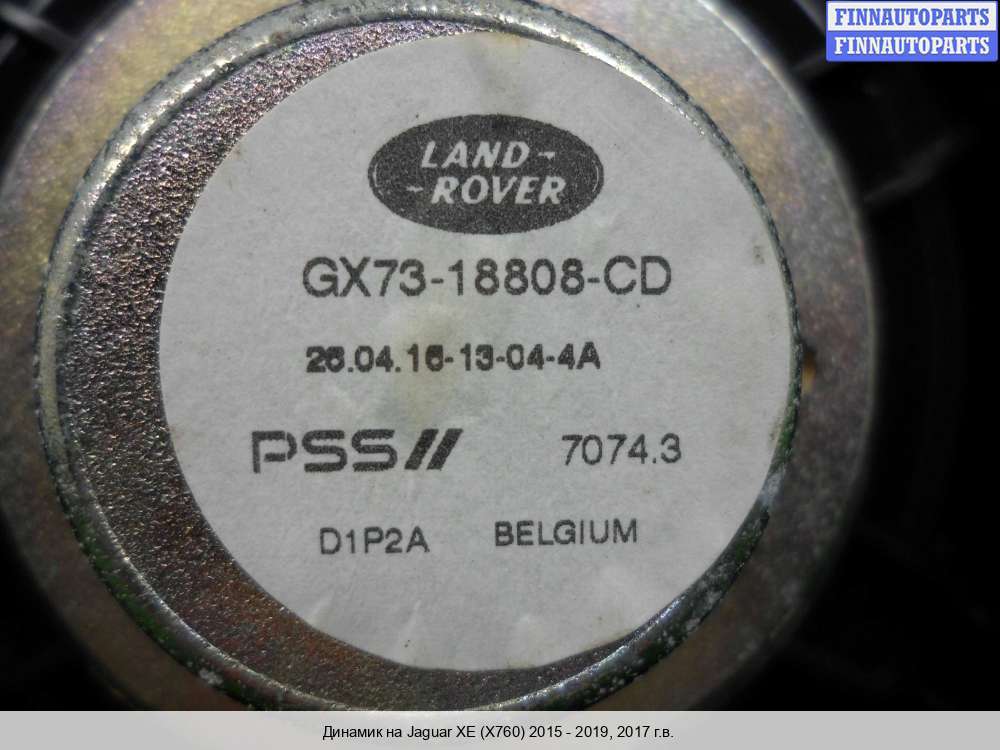 FINNAUTOPARTS
FINNAUTOPARTS
LAND-
-ROVER
GX73-18808-CD
26.04.16-13-04-4A
PSS
7074.3
D1P2A BELGIUM
Динамик на Jaguar XE (X760) 2015 - 2019, 2017 г.в.